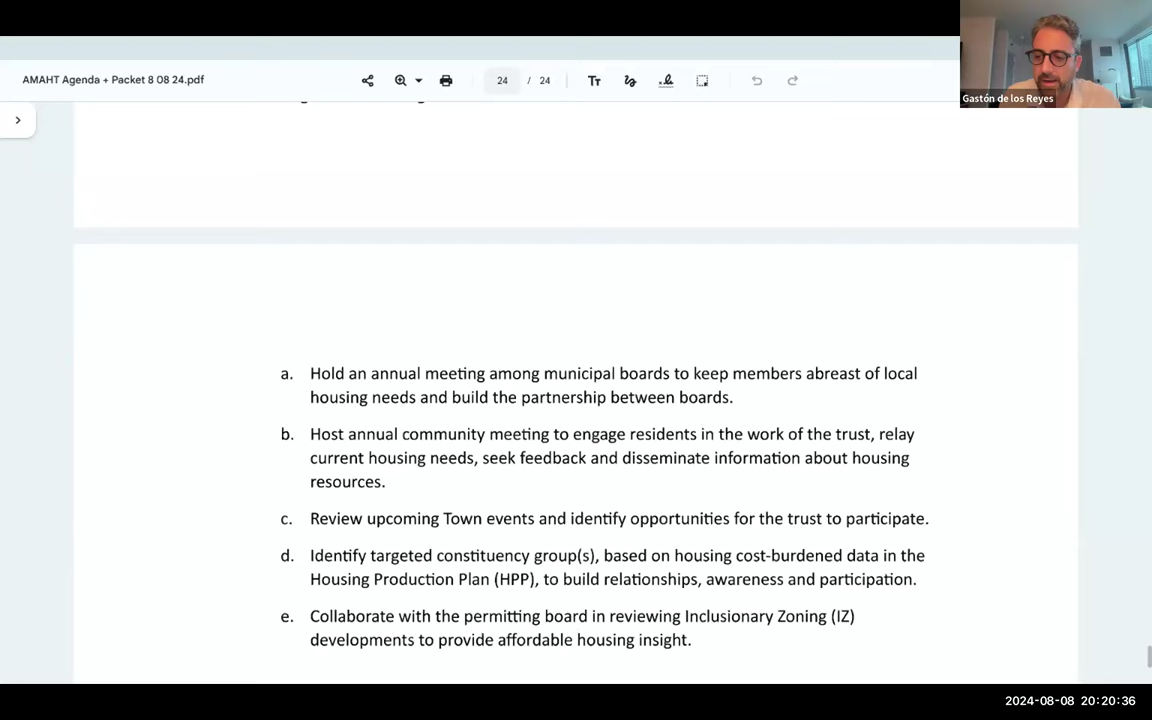 AMAHT Agenda + Packet 8 08 24.pdf
24 / 24
Gastón de los Reyes
a. Hold an annual meeting among municipal boards to keep members abreast of local
housing needs and build the partnership between boards.
b. Host annual community meeting to engage residents in the work of the trust, relay
current housing needs, seek feedback and disseminate information about housing
resources.
c. Review upcoming Town events and identify opportunities for the trust to participate.
d. Identify targeted constituency group(s), based on housing cost-burdened data in the
Housing Production Plan (HPP), to build relationships, awareness and participation.
e. Collaborate with the permitting board in reviewing Inclusionary Zoning (IZ)
developments to provide affordable housing insight.
2024-08-08 20:20:36